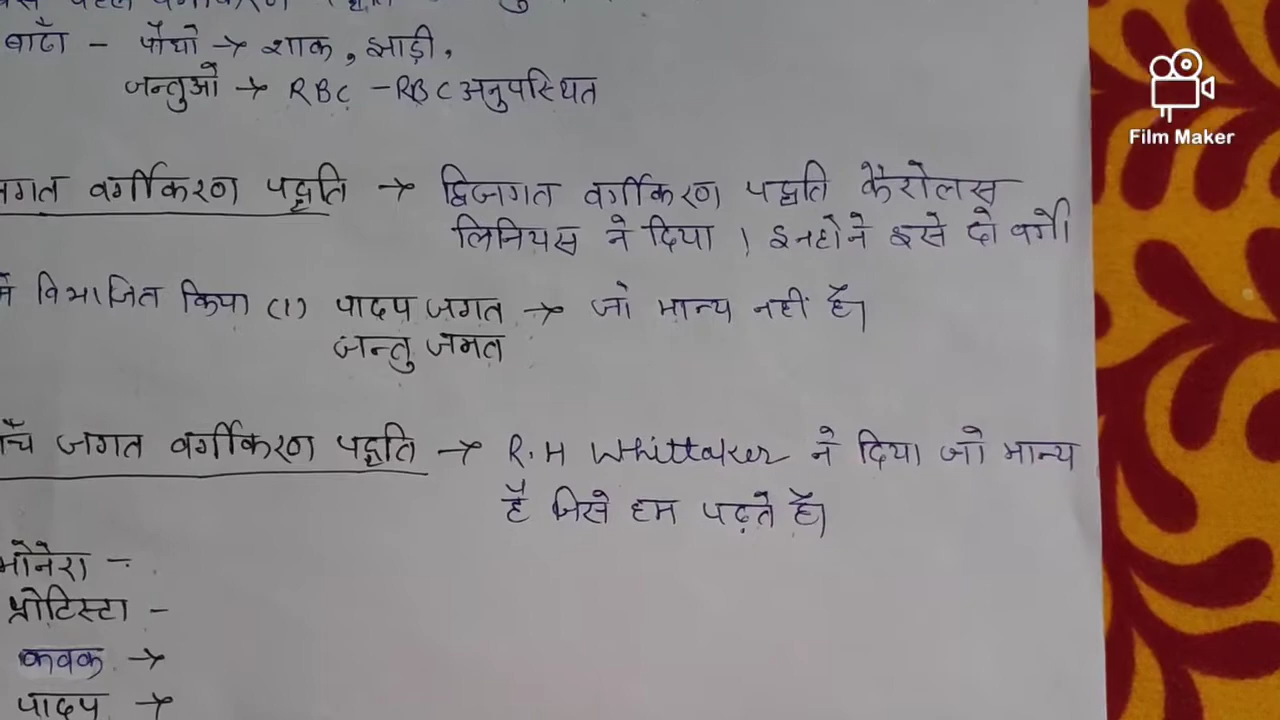 बाटा - पौधों → शाक, झाड़ी,
जन्तुओं → RBC - RBC अनुपस्थित
Film Maker
जगत वर्गीकरण पद्धति → द्विजगत वर्गीकरण पद्धति कैरोलस
लिनियस ने दिया। इनहोने इसे दो वर्गो
में विभाजित किया (1) पादप जगत → जो मान्य नहीं है।
जन्तु जगत
पाँच जगत वर्गीकरण पद्धति → R.H Whittaker ने दिया जो मान्य
है जिसे हम पढ़ते है।
मोनेरा -
प्रोटिस्टा -
कवक →
पादप →